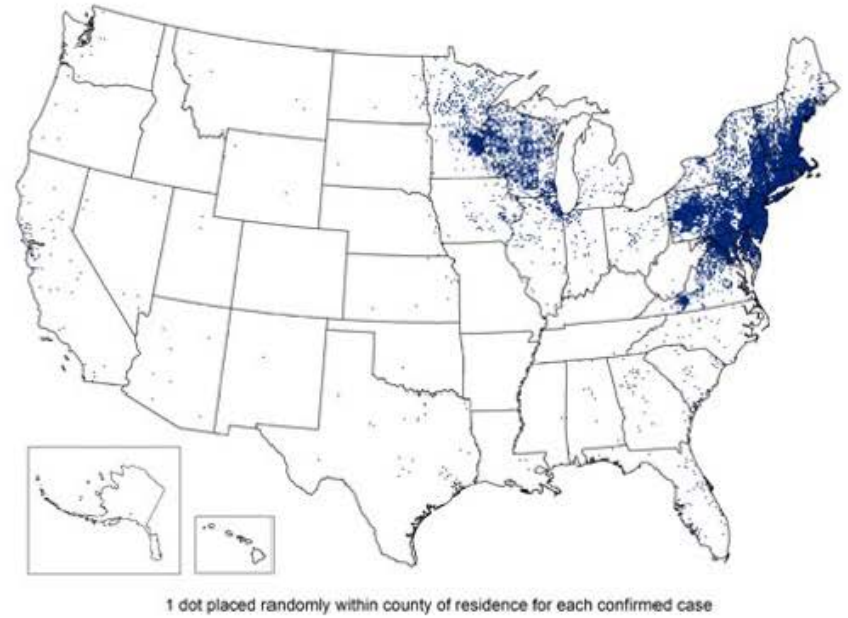 1 dot placed randomly within county of residence for each confirmed case